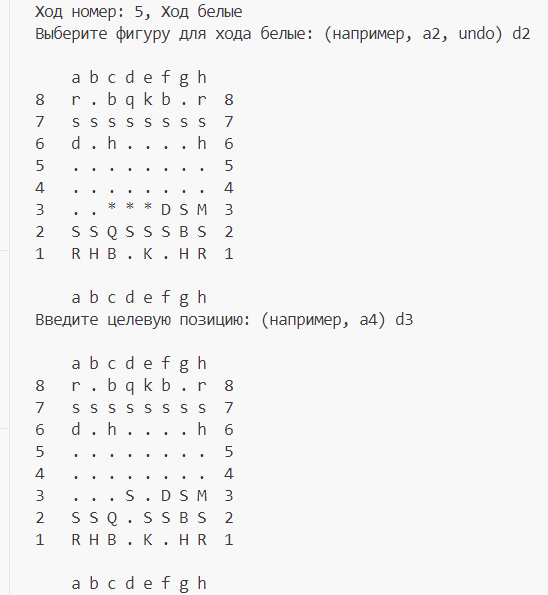 Ход номер: 5, Ход белые
Выберите фигуру для хода белые: (например, a2, undo) d2
a b c d e f g h
8 r . b q k b . r 8
7 s s s s s s s s 7
6 d . h . . . . h 6
5 . . . . . . . . 5
4 . . . . . . . . 4
3 . . * * * D S M 3
2 S S Q S S S B S 2
1 R H B . K . H R 1
a b c d e f g h
Введите целевую позицию: (например, a4) d3
a b c d e f g h
8 r . b q k b . r 8
7 s s s s s s s s 7
6 d . h . . . . h 6
5 . . . . . . . . 5
4 . . . . . . . . 4
3 . . . S . D S M 3
2 S S Q . S S B S 2
1 R H B . K . H R 1
a b c d e f g h